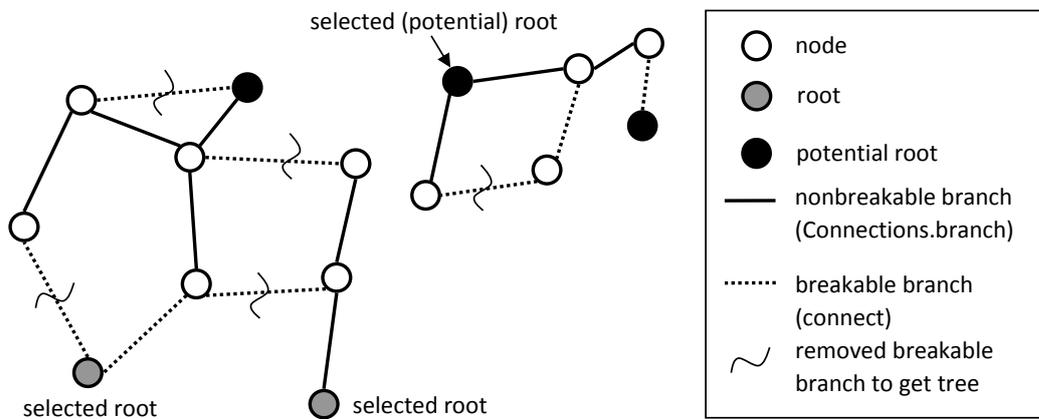 selected (potential) root
selected root
selected root
node
root
potential root
nonbreakable branch
(Connections.branch)
breakable branch
(connect)
removed breakable
branch to get tree